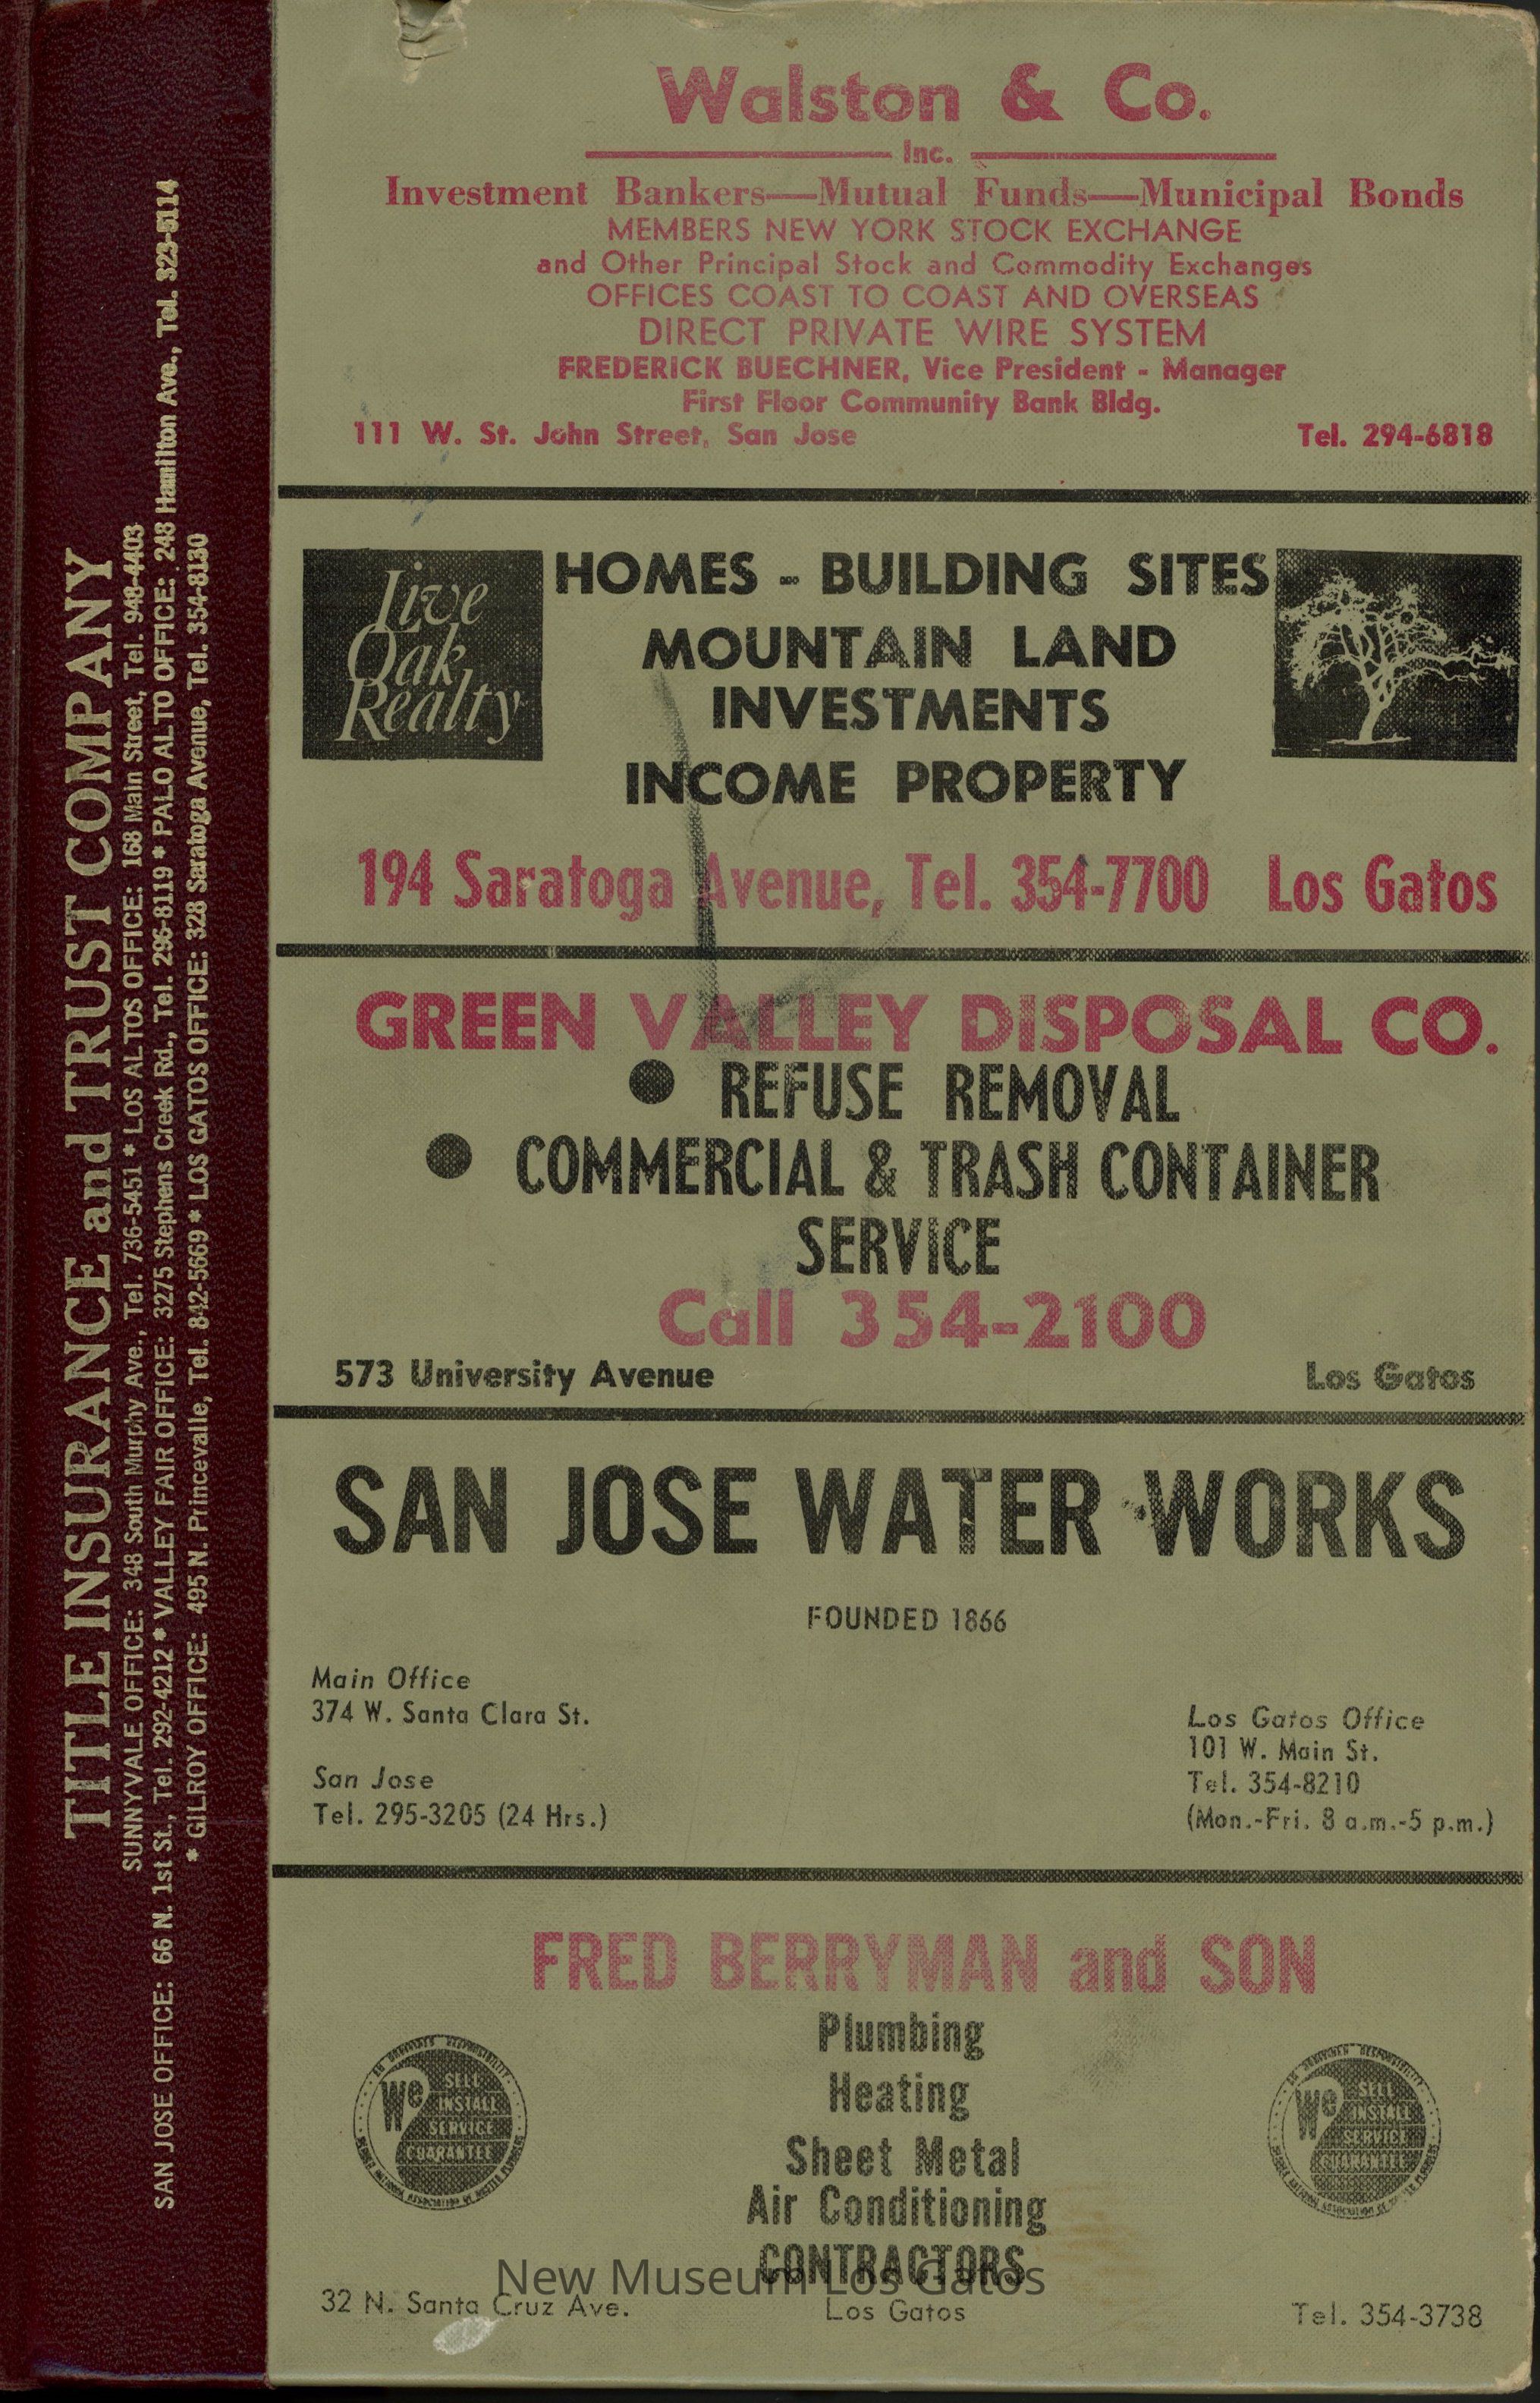 TITLE INSURANCE and TRUST COMPANY
SUNNYVALE OFFICE: 348 South Murphy Ave., Tel. 736-5451 * LOS ALTOS OFFICE: 168 Main Street, Tel. 948-4403
SAN JOSE OFFICE: 66 N. 1st St., Tel. 292-4212 * VALLEY FAIR OFFICE: 3275 Stephens Creek Rd., Tel. 296-8119 * PALO ALTO OFFICE: 248 Hamilton Ave., Tel. 323-5114
* GILROY OFFICE: 495 N. Princevalle, Tel. 842-5669 * LOS GATOS OFFICE: 328 Saratoga Avenue, Tel. 354-8130
Walston & Co.
Inc.
Investment Bankers—Mutual Funds—Municipal Bonds
MEMBERS NEW YORK STOCK EXCHANGE
and Other Principal Stock and Commodity Exchanges
OFFICES COAST TO COAST AND OVERSEAS
DIRECT PRIVATE WIRE SYSTEM
FREDERICK BUECHNER, Vice President - Manager
First Floor Community Bank Bldg.
111 W. St. John Street, San Jose Tel. 294-6818
Live
Oak
Realty
HOMES - BUILDING SITES
MOUNTAIN LAND
INVESTMENTS
INCOME PROPERTY
194 Saratoga Avenue, Tel. 354-7700 Los Gatos
GREEN VALLEY DISPOSAL CO.
● REFUSE REMOVAL
● COMMERCIAL & TRASH CONTAINER
SERVICE
Call 354-2100
573 University Avenue Los Gatos
SAN JOSE WATER WORKS
FOUNDED 1866
Main Office
374 W. Santa Clara St.
San Jose
Tel. 295-3205 (24 Hrs.)
Los Gatos Office
101 W. Main St.
Tel. 354-8210
(Mon.-Fri. 8 a.m.-5 p.m.)
FRED BERRYMAN and SON
Plumbing
Heating
Sheet Metal
Air Conditioning
CONTRACTORS
We SELL
INSTALL
SERVICE
GUARANTEE
We SELL
INSTALL
SERVICE
GUARANTEE
New Museum Los Gatos
32 N. Santa Cruz Ave. Los Gatos Tel. 354-3738